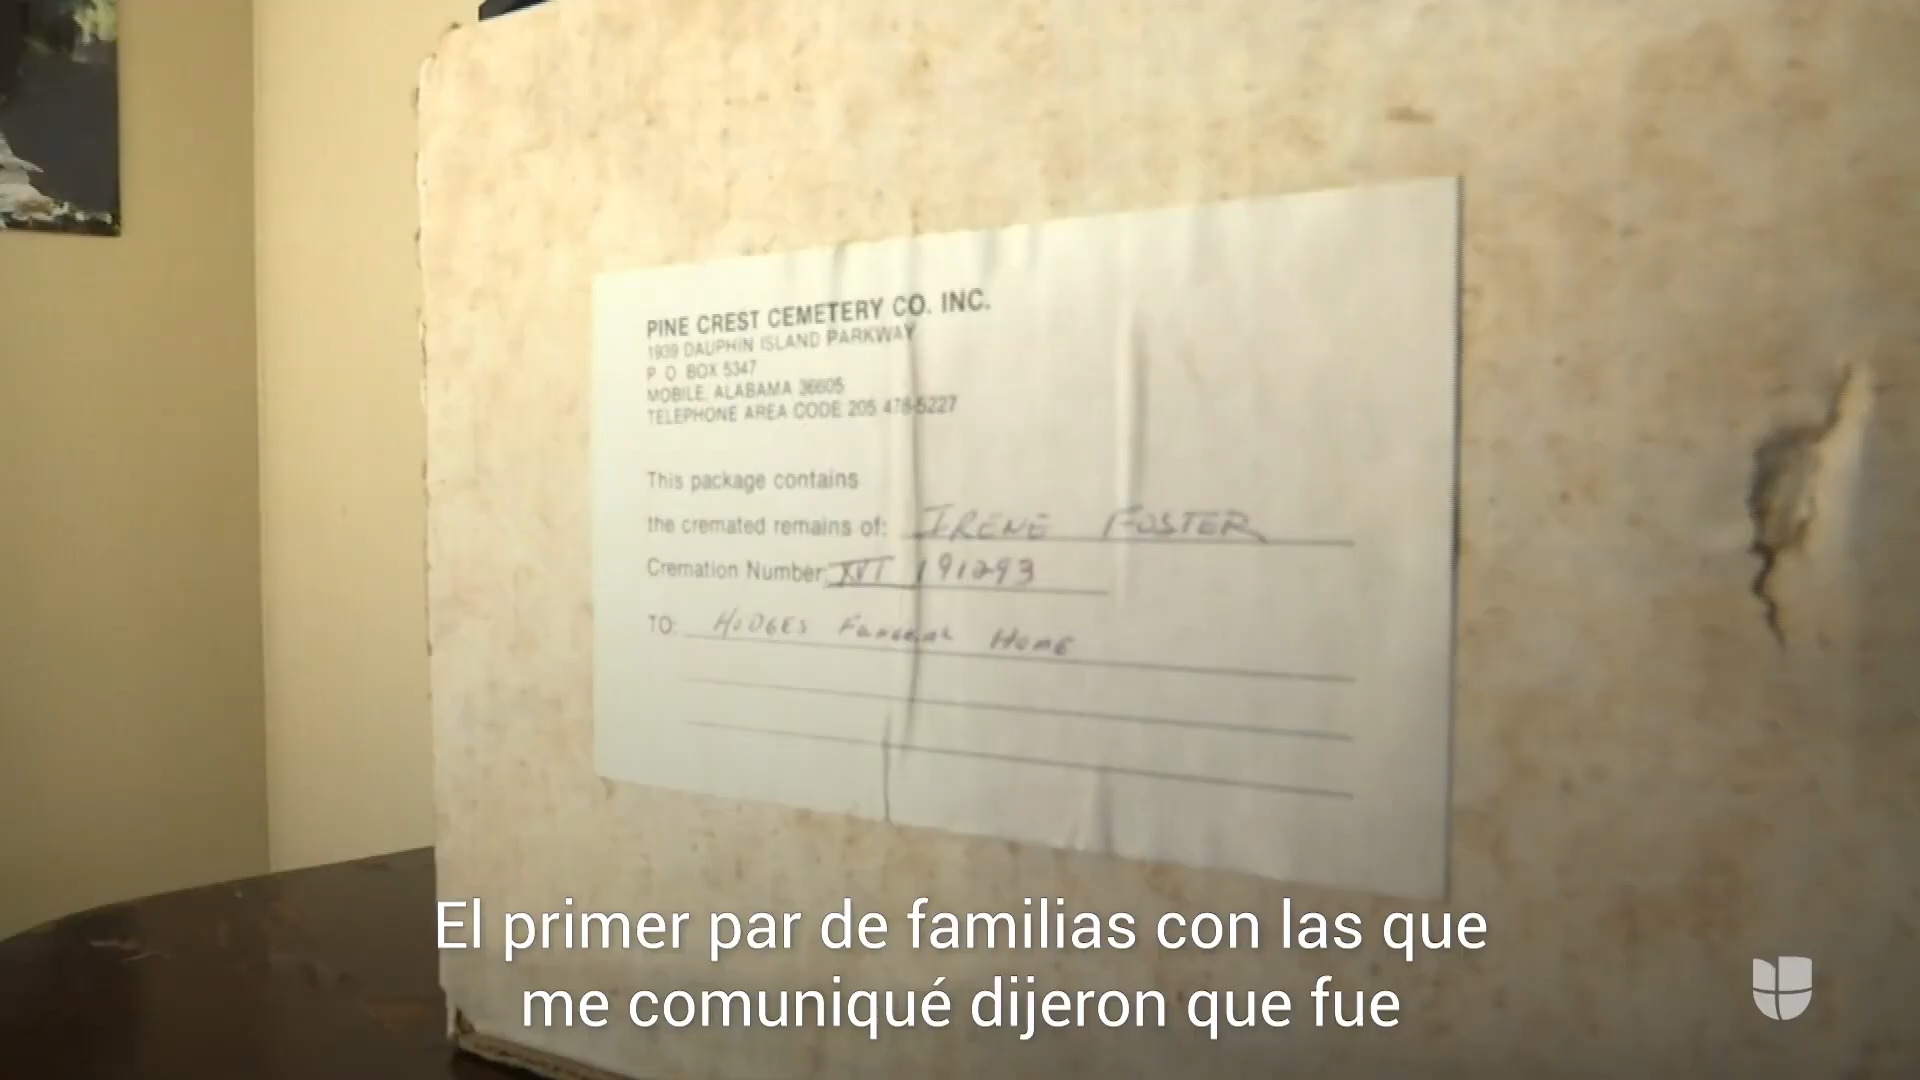 PINE CREST CEMETERY CO. INC.
1939 DAUPHIN ISLAND PARKWAY
P O BOX 5347
MOBILE, ALABAMA 36605
TELEPHONE AREA CODE 205 478-5227
This package contains
the cremated remains of: IRENE FOSTER
Cremation Number: XVI 191293
TO: HODGES Funeral Home
El primer par de familias con las que
me comuniqué dijeron que fue